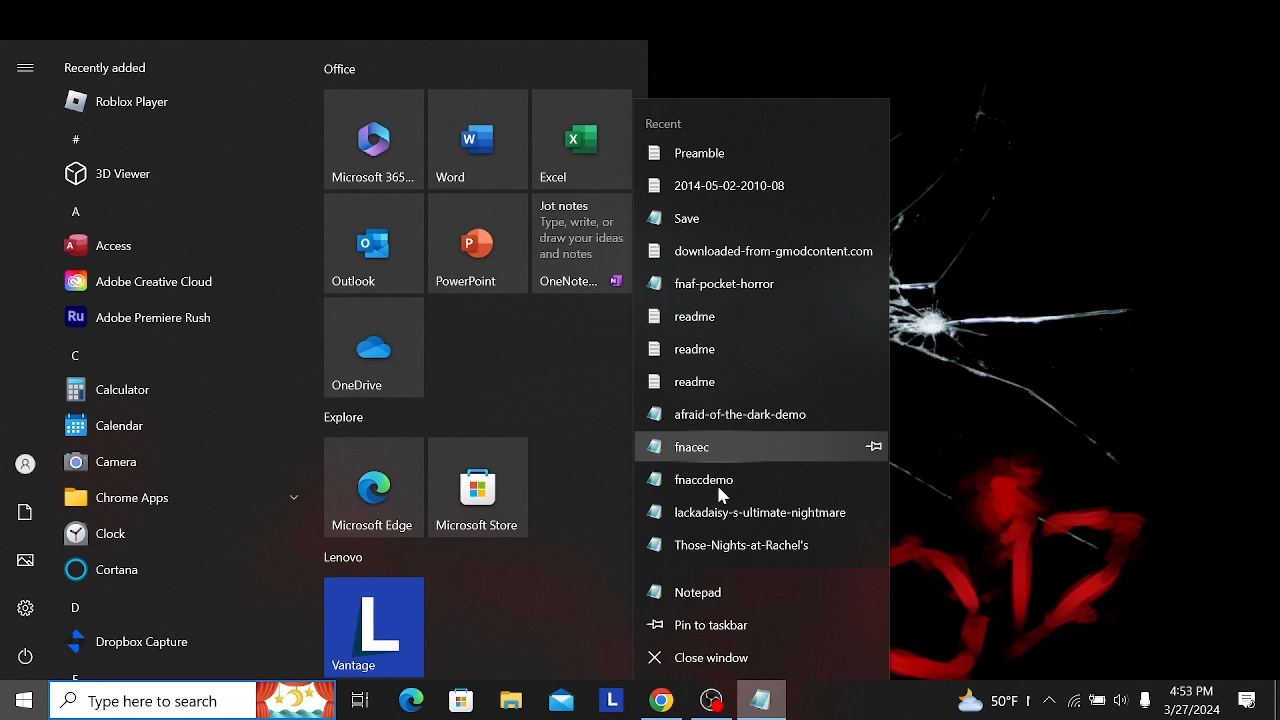 Recently added
Roblox Player
#
3D Viewer
A
Access
Adobe Creative Cloud
Adobe Premiere Rush
C
Calculator
Calendar
Camera
Chrome Apps
Clock
Cortana
D
Dropbox Capture
Office
Microsoft 365...
Word
Excel
Outlook
PowerPoint
Jot notes
Type, write, or
draw your ideas
and notes
OneNote...
OneDrive
Explore
Microsoft Edge
Microsoft Store
Lenovo
L
Vantage
Recent
Preamble
2014-05-02-2010-08
Save
downloaded-from-gmodcontent.com
fnaf-pocket-horror
readme
readme
readme
afraid-of-the-dark-demo
fnacec
fnaccdemo
lackadaisy-s-ultimate-nightmare
Those-Nights-at-Rachel's
Notepad
Pin to taskbar
Close window
Type here to search
50°F
4:53 PM
3/27/2024